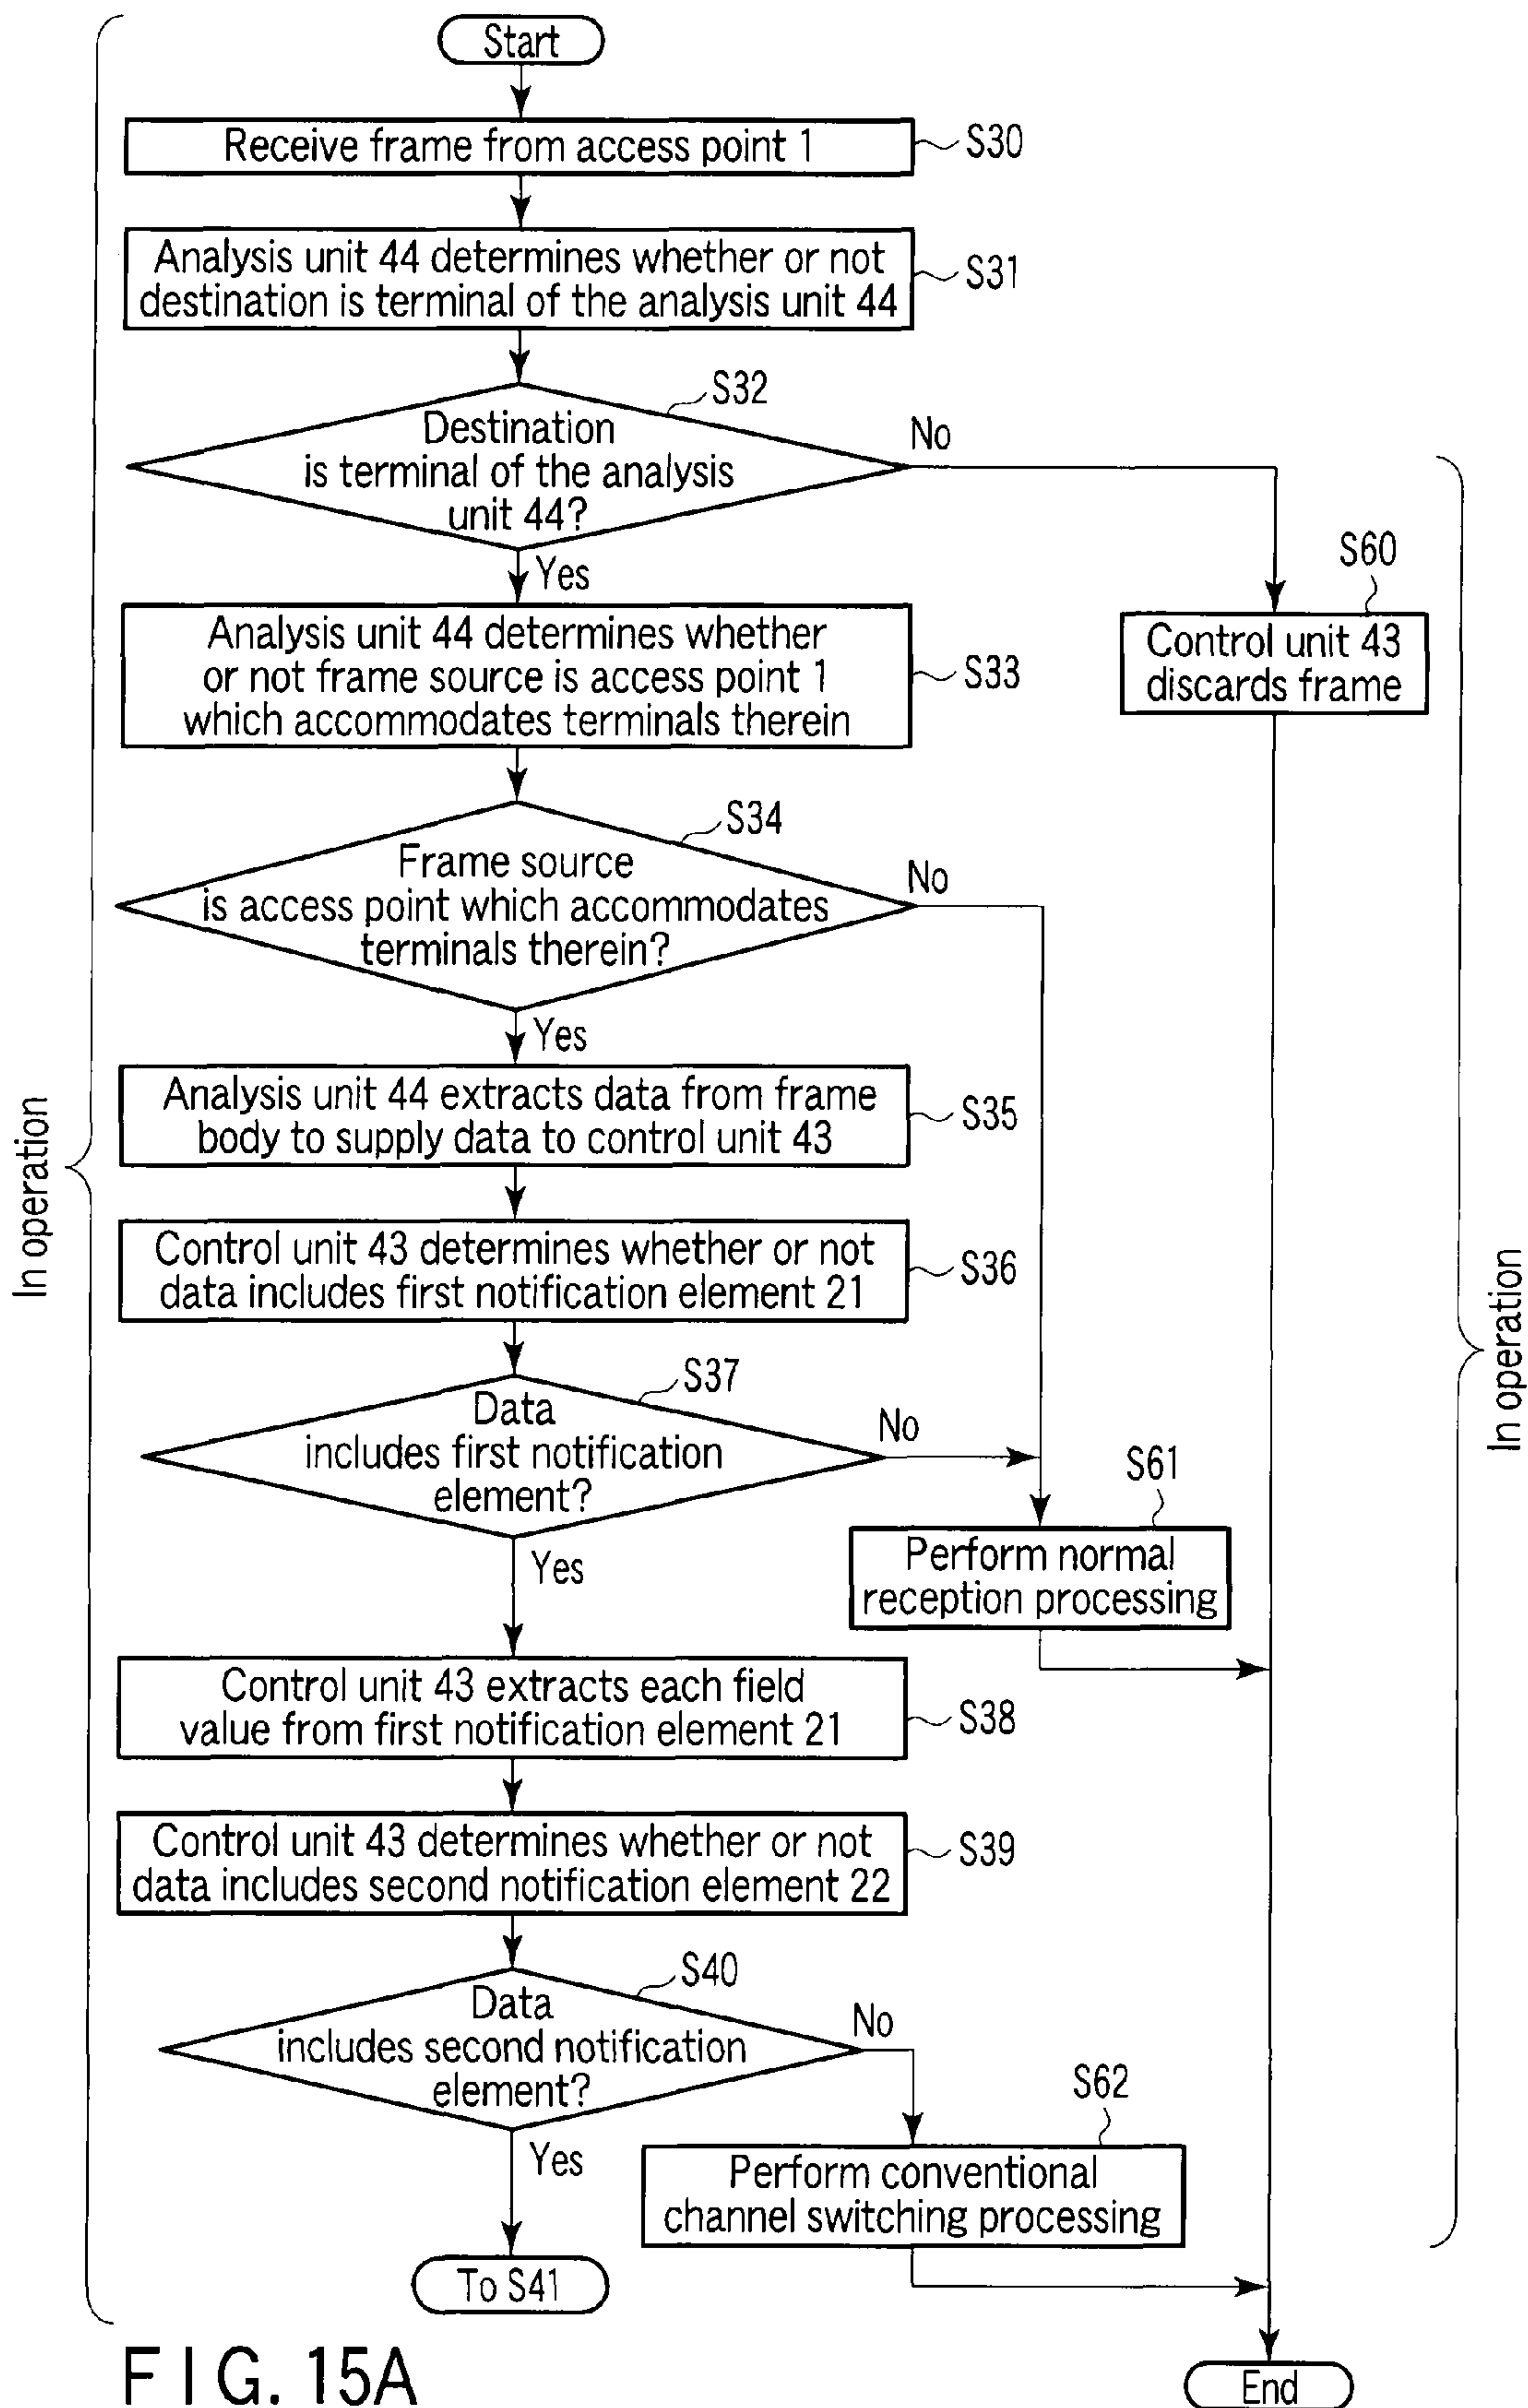 Start
Receive frame from access point 1
S30
Analysis unit 44 determines whether or not
destination is terminal of the analysis unit 44
S31
S32
Destination
is terminal of the analysis
unit 44?
No
Yes
S60
Control unit 43
discards frame
Analysis unit 44 determines whether
or not frame source is access point 1
which accommodates terminals therein
S33
S34
Frame source
is access point which accommodates
terminals therein?
No
Yes
Analysis unit 44 extracts data from frame
body to supply data to control unit 43
S35
In operation
Control unit 43 determines whether or not
data includes first notification element 21
S36
In operation
S37
Data
includes first notification
element?
No
Yes
S61
Perform normal
reception processing
Control unit 43 extracts each field
value from first notification element 21
S38
Control unit 43 determines whether or not
data includes second notification element 22
S39
S40
Data
includes second notification
element?
No
Yes
S62
Perform conventional
channel switching processing
To S41
End
FIG. 15A